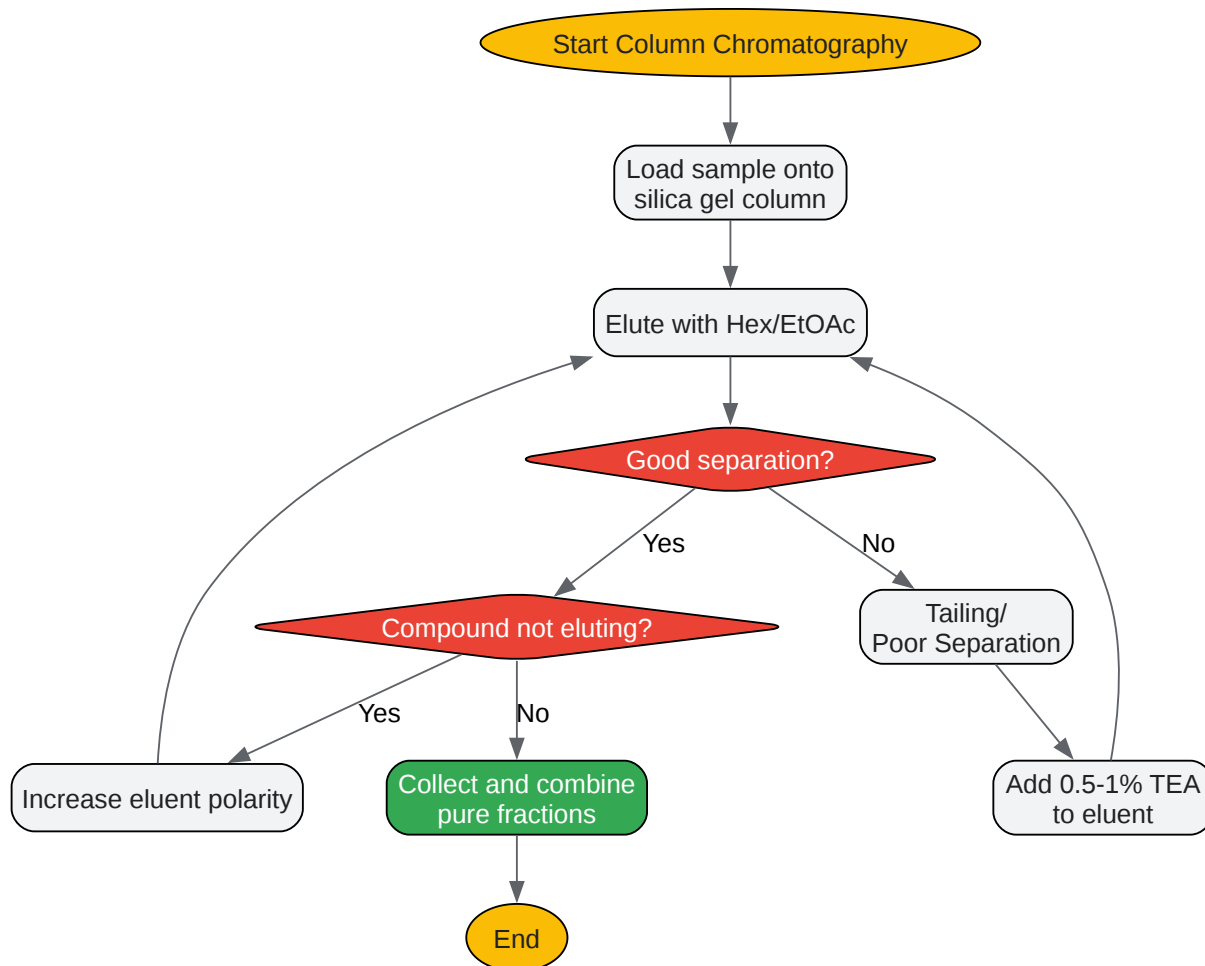 Start Column Chromatography
Load sample onto
silica gel column
Elute with Hex/EtOAc
Good separation?
Yes
No
Compound not eluting?
Tailing/
Poor Separation
Yes
No
Increase eluent polarity
Collect and combine
pure fractions
Add 0.5-1% TEA
to eluent
End